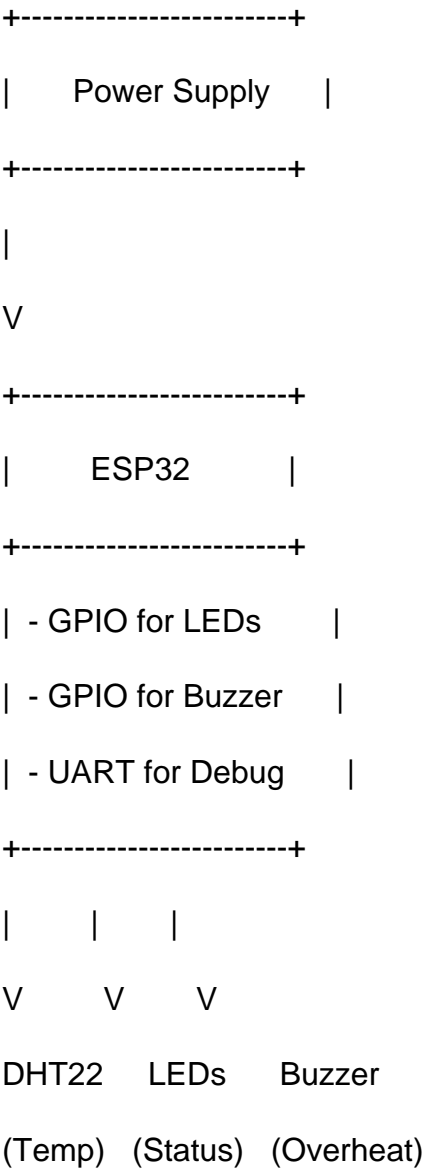 +-------------------------+
|       Power Supply      |
+-------------------------+
|
V
+-------------------------+
|         ESP32           |
+-------------------------+
|  - GPIO for LEDs        |
|  - GPIO for Buzzer      |
|  - UART for Debug       |
+-------------------------+
|        |        |
V        V       V
DHT22     LEDs      Buzzer
(Temp)   (Status)   (Overheat)